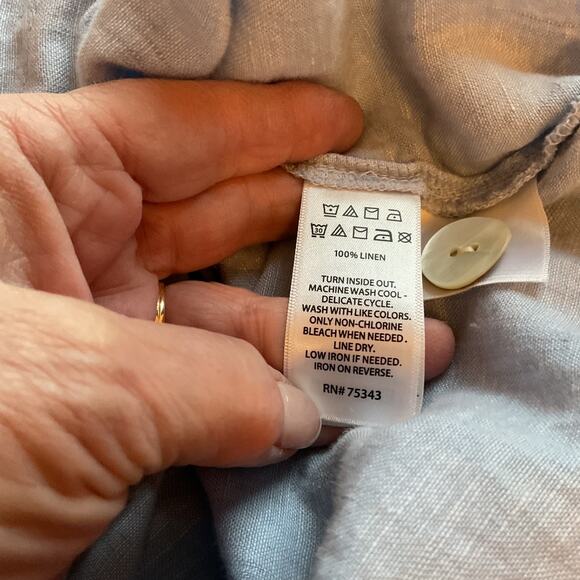 30
100% LINEN
TURN INSIDE OUT.
MACHINE WASH COOL -
DELICATE CYCLE.
WASH WITH LIKE COLORS.
ONLY NON-CHLORINE
BLEACH WHEN NEEDED.
LINE DRY.
LOW IRON IF NEEDED.
IRON ON REVERSE.
RN# 75343